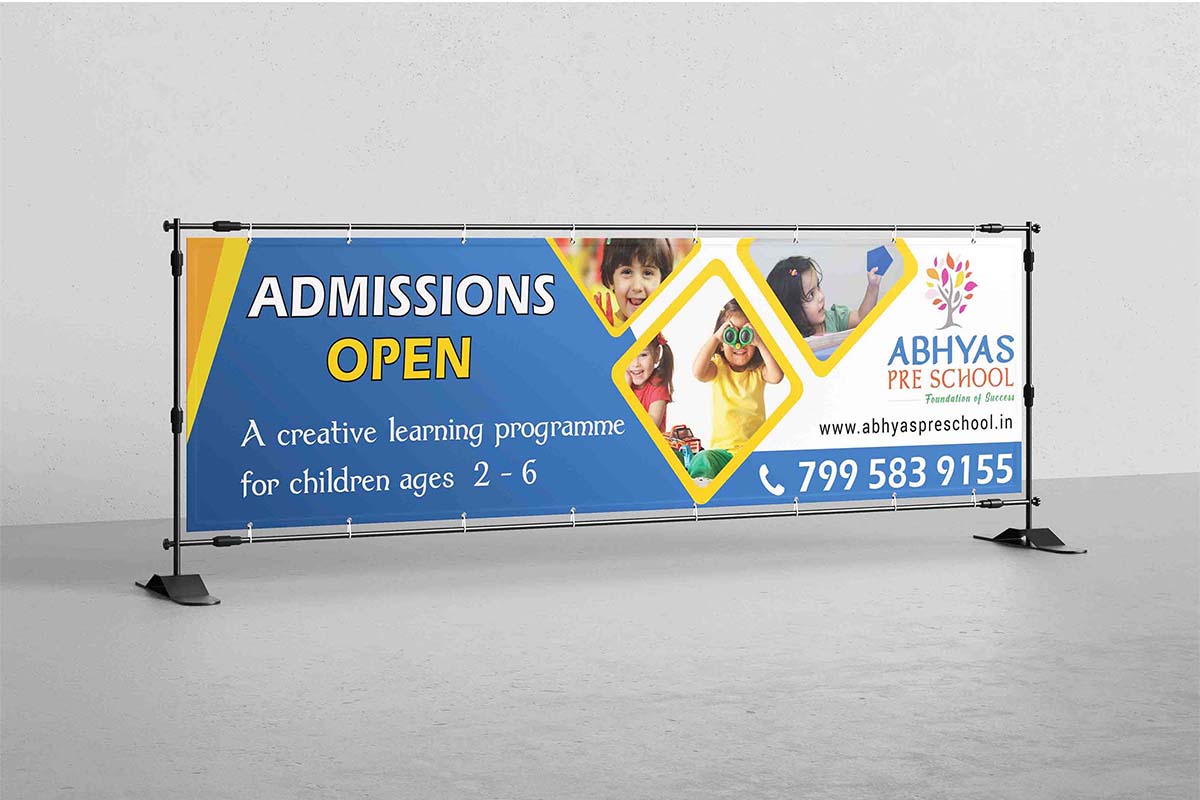 ADMISSIONS
OPEN
A creative learning programme
for children ages 2 - 6
ABHYAS
PRE SCHOOL
Foundation of Success
www.abhyaspreschool.in
799 583 9155